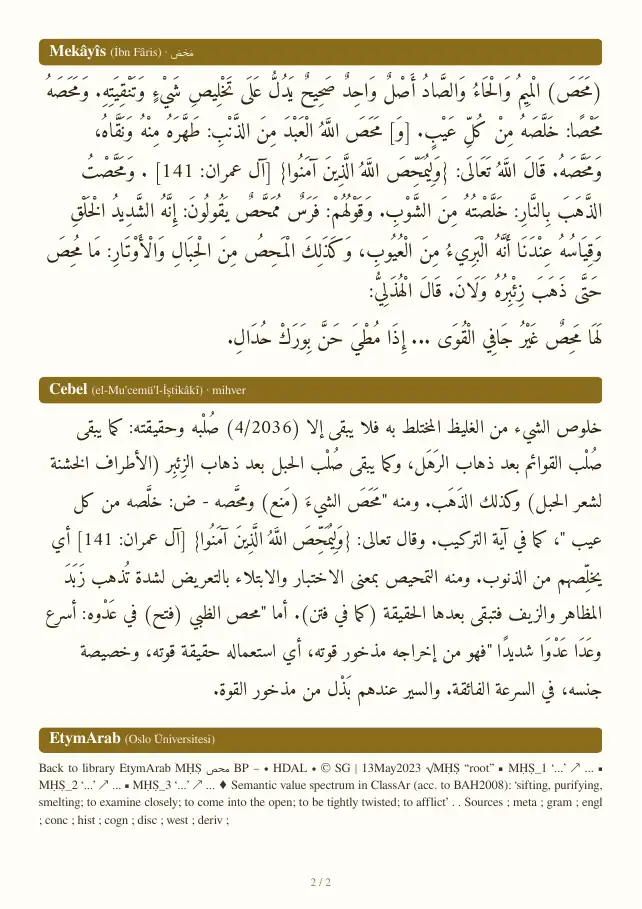 Mekâyîs (İbn Fâris) · مَحَصَ
(مَحَصَ) الْمِيمُ وَالْحَاءُ وَالصَّادُ أَصْلٌ وَاحِدٌ صَحِيحٌ يَدُلُّ عَلَى تَخْلِيصِ شَيْءٍ وَتَنْقِيَتِهِ. وَمَحَصَهُ
مَحْصًا: خَلَّصَهُ مِنْ كُلِّ عَيْبٍ. [وَ] مَحَصَ اللَّهُ الْعَبْدَ مِنَ الذَّنْبِ: طَهَّرَهُ مِنْهُ وَنَقَّاهُ،
وَمَحَّصَهُ. قَالَ اللَّهُ تَعَالَى: {وَلِيُمَحِّصَ اللَّهُ الَّذِينَ آمَنُوا} [آل عمران: 141] . وَمَحَّصْتُ
الذَّهَبَ بِالنَّارِ: خَلَّصْتُهُ مِنَ الشَّوْبِ. وَقَوْلُهُمْ: فَرَسٌ مُمَحَّصٌ يَقُولُونَ: إِنَّهُ الشَّدِيدُ الْخَلْقِ
وَقِيَاسُهُ عِنْدَنَا أَنَّهُ الْبَرِيءُ مِنَ الْعُيُوبِ، وَكَذَلِكَ الْمَحِصُ مِنَ الْحِبَالِ وَالْأَوْتَارِ: مَا مُحِصَ
حَتَّى ذَهَبَ زِئْبِرُهُ وَلَانَ. قَالَ الْهُذَلِيُّ:
لَهَا مَحِصٌ غَيْرُ جَافِي الْقُوَى ... إِذَا مُطْيَ حَنَّ بِوَرَكْ حُدَالِ.
Cebel (el-Mu'cemü'l-İştikâkî) · mihver
خلوص الشيء من الغليظ المختلط به فلا يبقى إلا (4/2036) صُلْبه وحقيقته: كما يبقى
صُلْب القوائم بعد ذهاب الرَهَل، وكما يبقى صُلْب الحبل بعد ذهاب الزِئبِر (الأطراف الخشنة
لشعر الحبل) وكذلك الذَهَب. ومنه "مَحَصَ الشيءَ (مَنع) ومحَّصه - ض: خلَّصه من كل
عيب "، كما في آية التركيب. وقال تعالى: {وَلِيُمَحِّصَ اللَّهُ الَّذِينَ آمَنُوا} [آل عمران: 141] أي
يخلِّصهم من الذنوب. ومنه التمحيص بمعنى الاختبار والابتلاء بالتعريض لشدة تُذهب زَبَدَ
المظاهر والزيف فتبقى بعدها الحقيقة (كما في فتن). أما "محص الظبي (فتح) في عَدْوه: أسرع
وعَدَا عَدْوَا شديدًا "فهو من إخراجه مذخور قوته، أي استعماله حقيقة قوته، وخصيصة
جنسه، في السرعة الفائقة. والسير عندهم بَذْل من مذخور القوة.
EtymArab (Oslo Üniversitesi)
Back to library EtymArab MḤṢ محص BP – • HDAL • © SG | 13May2023 √MḤṢ “root” ▪ MḤṢ_1 ‘...’ ↗ ... ▪
MḤṢ_2 ‘...’ ↗ ... ▪ MḤṢ_3 ‘...’ ↗ ... ♦ Semantic value spectrum in ClassAr (acc. to BAH2008): ‘sifting, purifying,
smelting; to examine closely; to come into the open; to be tightly twisted; to afflict’ . . Sources ; meta ; gram ; engl
; conc ; hist ; cogn ; disc ; west ; deriv ;
2 / 2